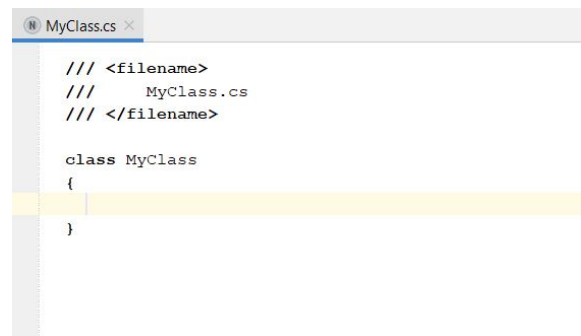 N MyClass.cs ×
/// <filename>
///     MyClass.cs
/// </filename>
class MyClass
{
}